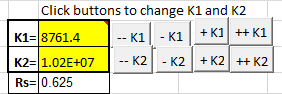 Click buttons to change K1 and K2
K1= 8761.4 -- K1 - K1 + K1 ++ K1
K2= 1.02E+07 -- K2 - K2 + K2 ++ K2
Rs= 0.625